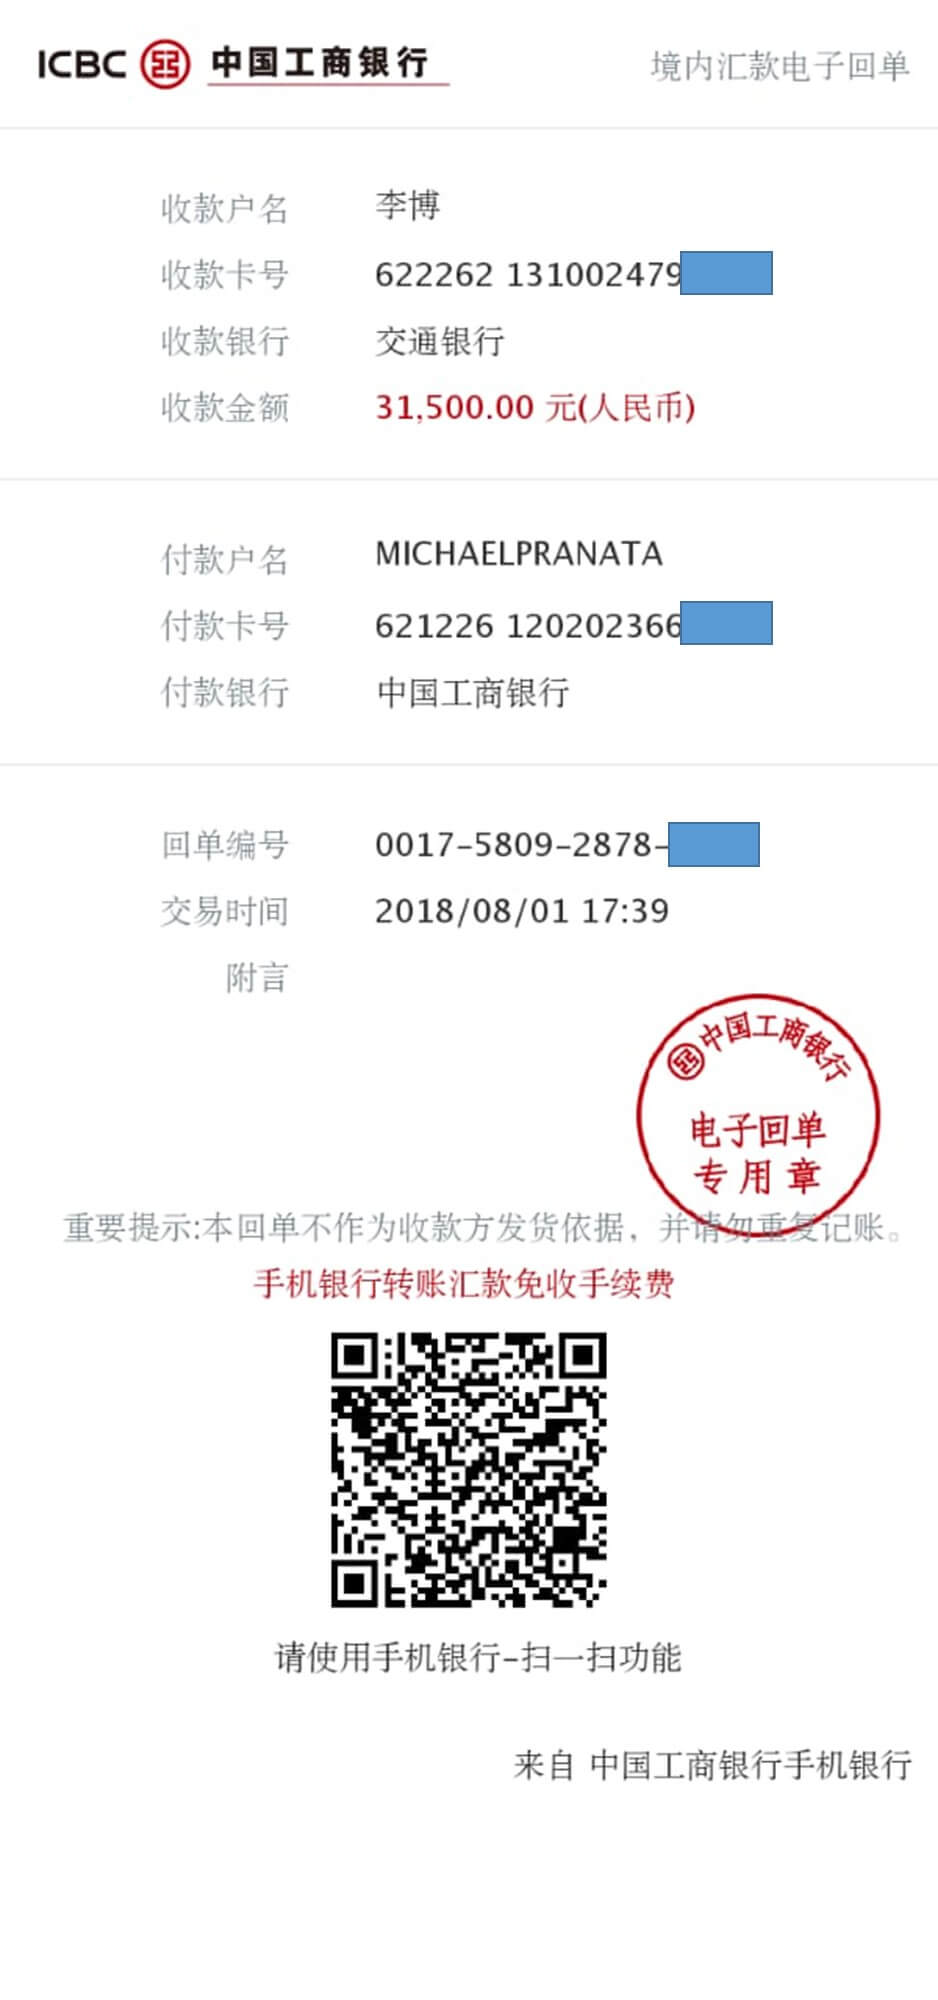 ICBC 中国工商银行 境内汇款电子回单
收款户名 李博
收款卡号 622262 131002479
收款银行 交通银行
收款金额 31,500.00 元(人民币)
付款户名 MICHAELPRANATA
付款卡号 621226 120202366
付款银行 中国工商银行
回单编号 0017-5809-2878-
交易时间 2018/08/01 17:39
附言
中国工商银行
电子回单
专用章
重要提示:本回单不作为收款方发货依据，并请勿重复记账。
手机银行转账汇款免收手续费
请使用手机银行-扫一扫功能
来自 中国工商银行手机银行